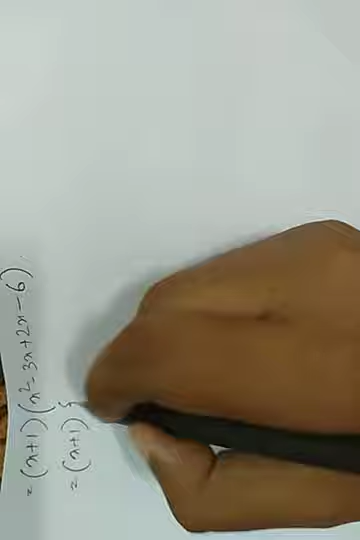 = (x+1) (x²-3x+2x-6)
= (x+1) {